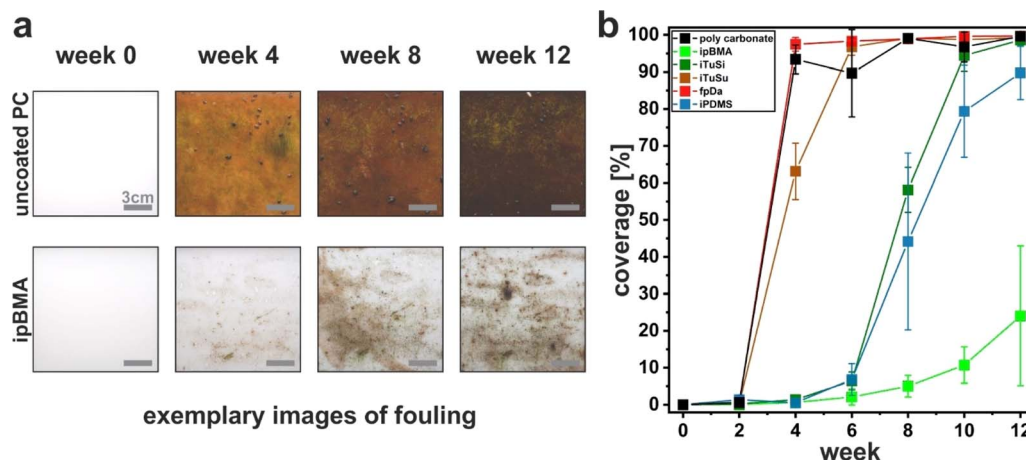 a
week 0 week 4 week 8 week 12
uncoated PC
3cm
ipBMA
exemplary images of fouling
b
poly carbonate
ipBMA
iTuSi
iTuSu
fpDa
iPDMS
coverage [%]
100
90
80
70
60
50
40
30
20
10
0
0 2 4 6 8 10 12
week